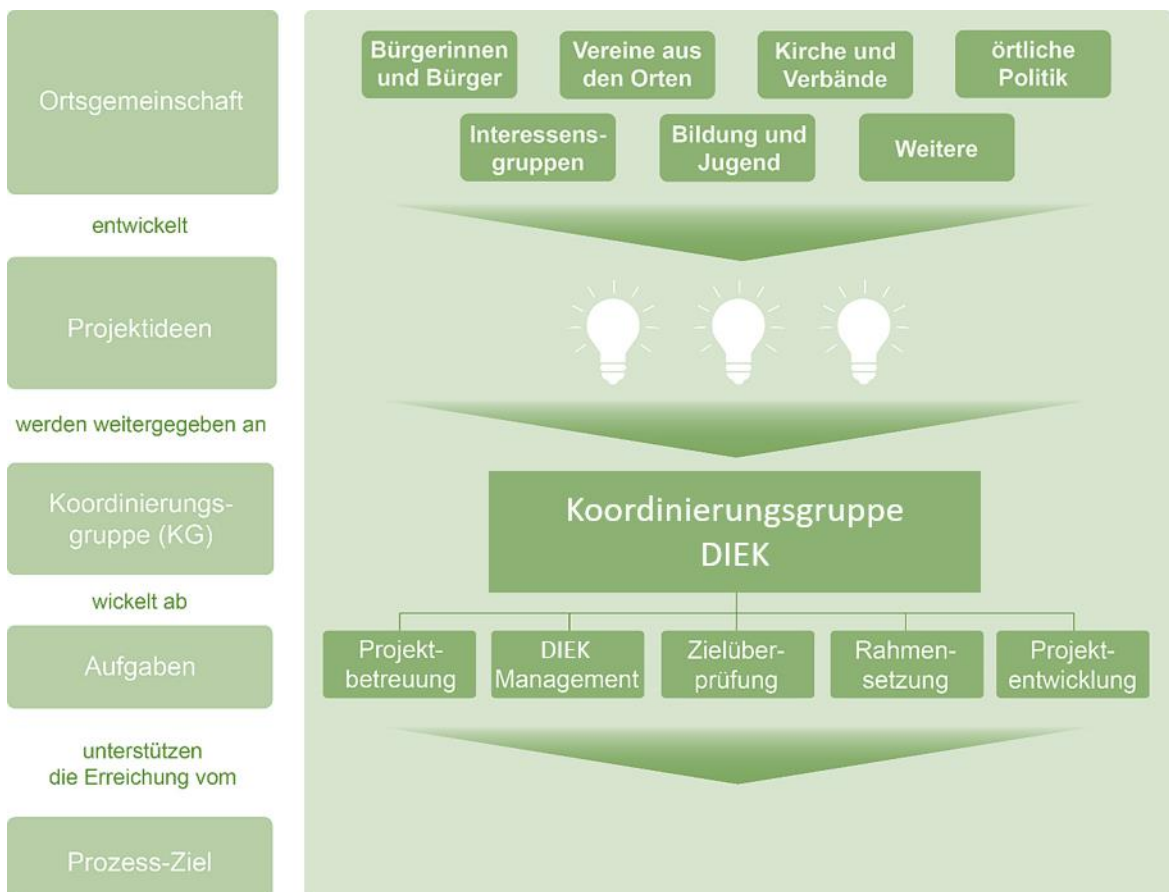 Ortsgemeinschaft
entwickelt
Projektideen
werden weitergegeben an
Koordinierungs-
gruppe (KG)
wickelt ab
Aufgaben
unterstützen
die Erreichung vom
Prozess-Ziel
Bürgerinnen
und Bürger
Vereine aus
den Orten
Kirche und
Verbände
örtliche
Politik
Interessens-
gruppen
Bildung und
Jugend
Weitere
Koordinierungsgruppe
DIEK
Projekt-
betreuung
DIEK
Management
Zielüber-
prüfung
Rahmen-
setzung
Projekt-
entwicklung